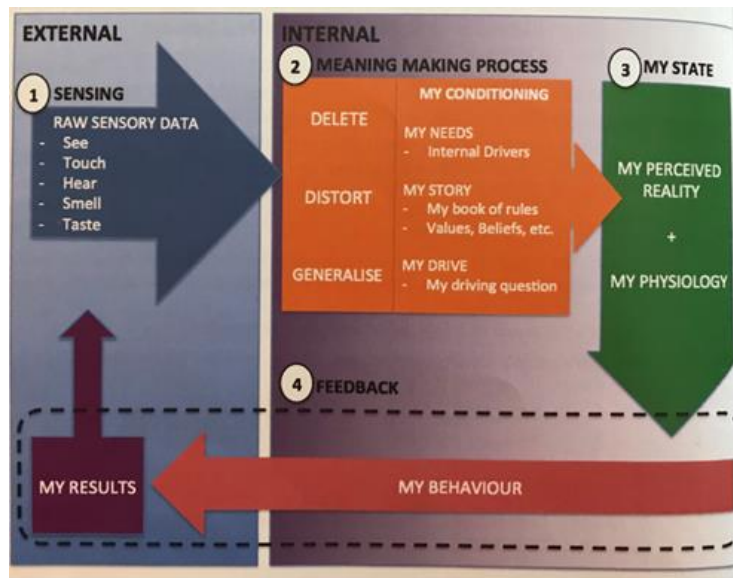 EXTERNAL
INTERNAL
1 SENSING
RAW SENSORY DATA
- See
- Touch
- Hear
- Smell
- Taste
2 MEANING MAKING PROCESS
DELETE
DISTORT
GENERALISE
MY CONDITIONING
MY NEEDS
- Internal Drivers
MY STORY
- My book of rules
- Values, Beliefs, etc.
MY DRIVE
- My driving question
3 MY STATE
MY PERCEIVED
REALITY
+
MY PHYSIOLOGY
4 FEEDBACK
MY BEHAVIOUR
MY RESULTS